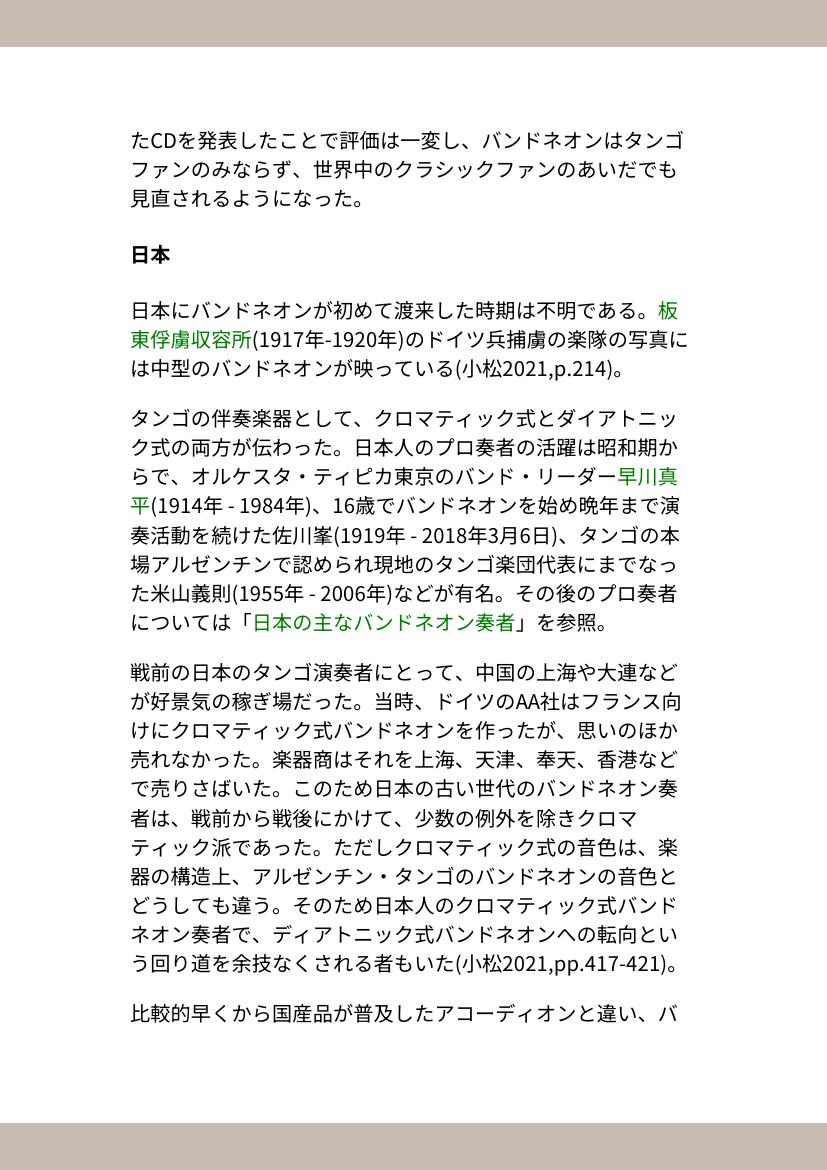 たCDを発表したことで評価は一変し、バンドネオンはタンゴ
ファンのみならず、世界中のクラシックファンのあいだでも
見直されるようになった。
日本
日本にバンドネオンが初めて渡来した時期は不明である。板
東俘虜収容所(1917年-1920年)のドイツ兵捕虜の楽隊の写真に
は中型のバンドネオンが映っている(小松2021,p.214)。
タンゴの伴奏楽器として、クロマティック式とダイアトニッ
ク式の両方が伝わった。日本人のプロ奏者の活躍は昭和期か
らで、オルケスタ・ティピカ東京のバンド・リーダー早川真
平(1914年 - 1984年)、16歳でバンドネオンを始め晩年まで演
奏活動を続けた佐川峯(1919年 - 2018年3月6日)、タンゴの本
場アルゼンチンで認められ現地のタンゴ楽団代表にまでなっ
た米山義則(1955年 - 2006年)などが有名。その後のプロ奏者
については「日本の主なバンドネオン奏者」を参照。
戦前の日本のタンゴ演奏者にとって、中国の上海や大連など
が好景気の稼ぎ場だった。当時、ドイツのAA社はフランス向
けにクロマティック式バンドネオンを作ったが、思いのほか
売れなかった。楽器商はそれを上海、天津、奉天、香港など
で売りさばいた。このため日本の古い世代のバンドネオン奏
者は、戦前から戦後にかけて、少数の例外を除きクロマ
ティック派であった。ただしクロマティック式の音色は、楽
器の構造上、アルゼンチン・タンゴのバンドネオンの音色と
どうしても違う。そのため日本人のクロマティック式バンド
ネオン奏者で、ディアトニック式バンドネオンへの転向とい
う回り道を余技なくされる者もいた(小松2021,pp.417-421)。
比較的早くから国産品が普及したアコーディオンと違い、バ